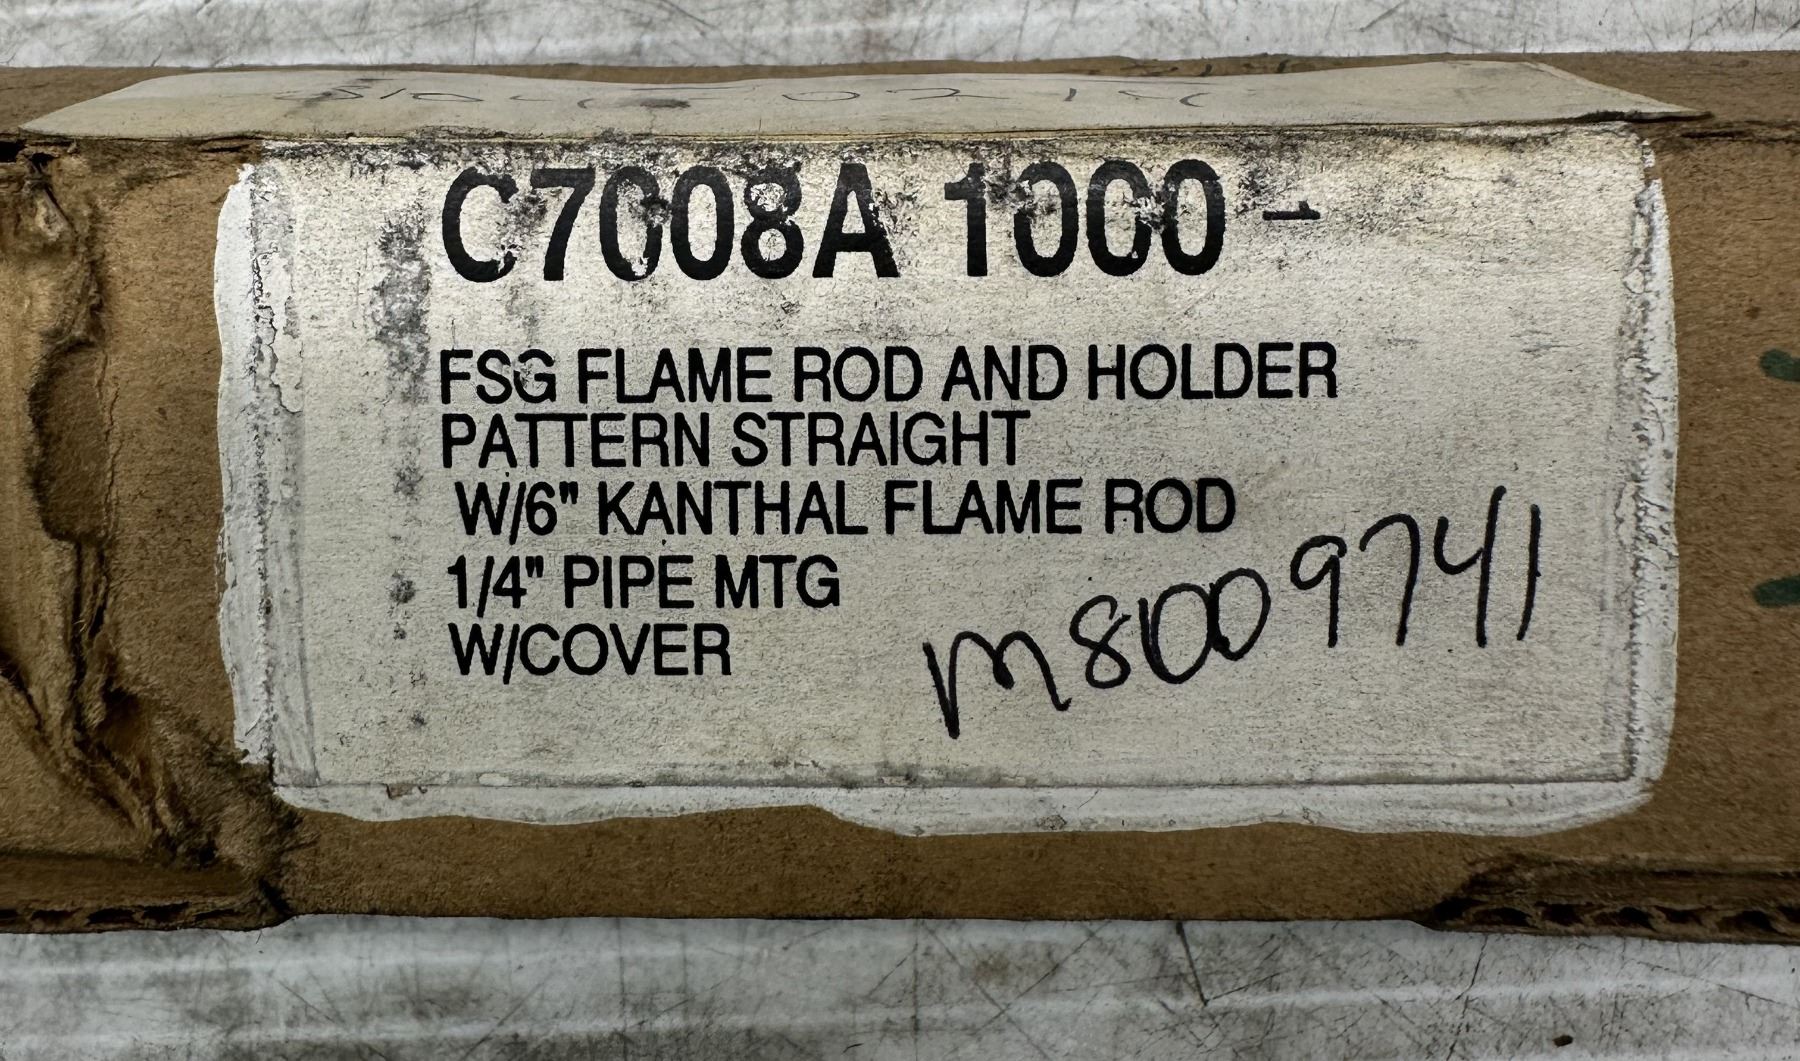 C7008A 1000 -
FSG FLAME ROD AND HOLDER
PATTERN STRAIGHT
W/6" KANTHAL FLAME ROD
1/4" PIPE MTG
W/COVER
M8009741